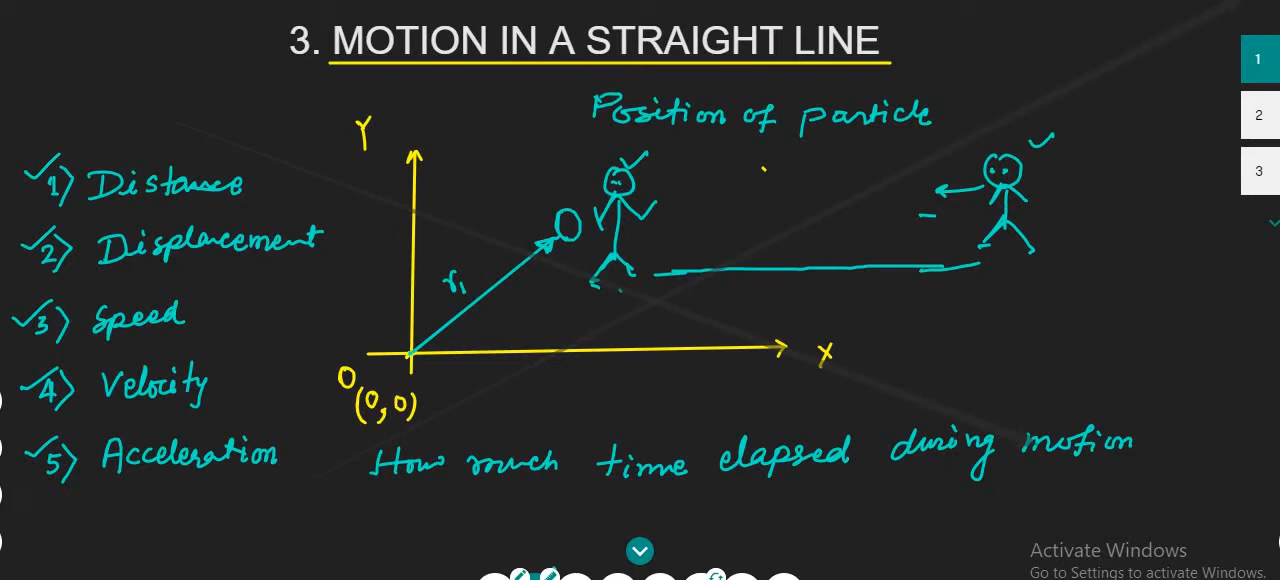 3. MOTION IN A STRAIGHT LINE
1
2
3
Position of particle
Y
1) Distance
2) Displacement
3) Speed
4) Velocity
5) Acceleration
r₁
X
O
(0,0)
How much time elapsed during motion
Activate Windows
Go to Settings to activate Windows.